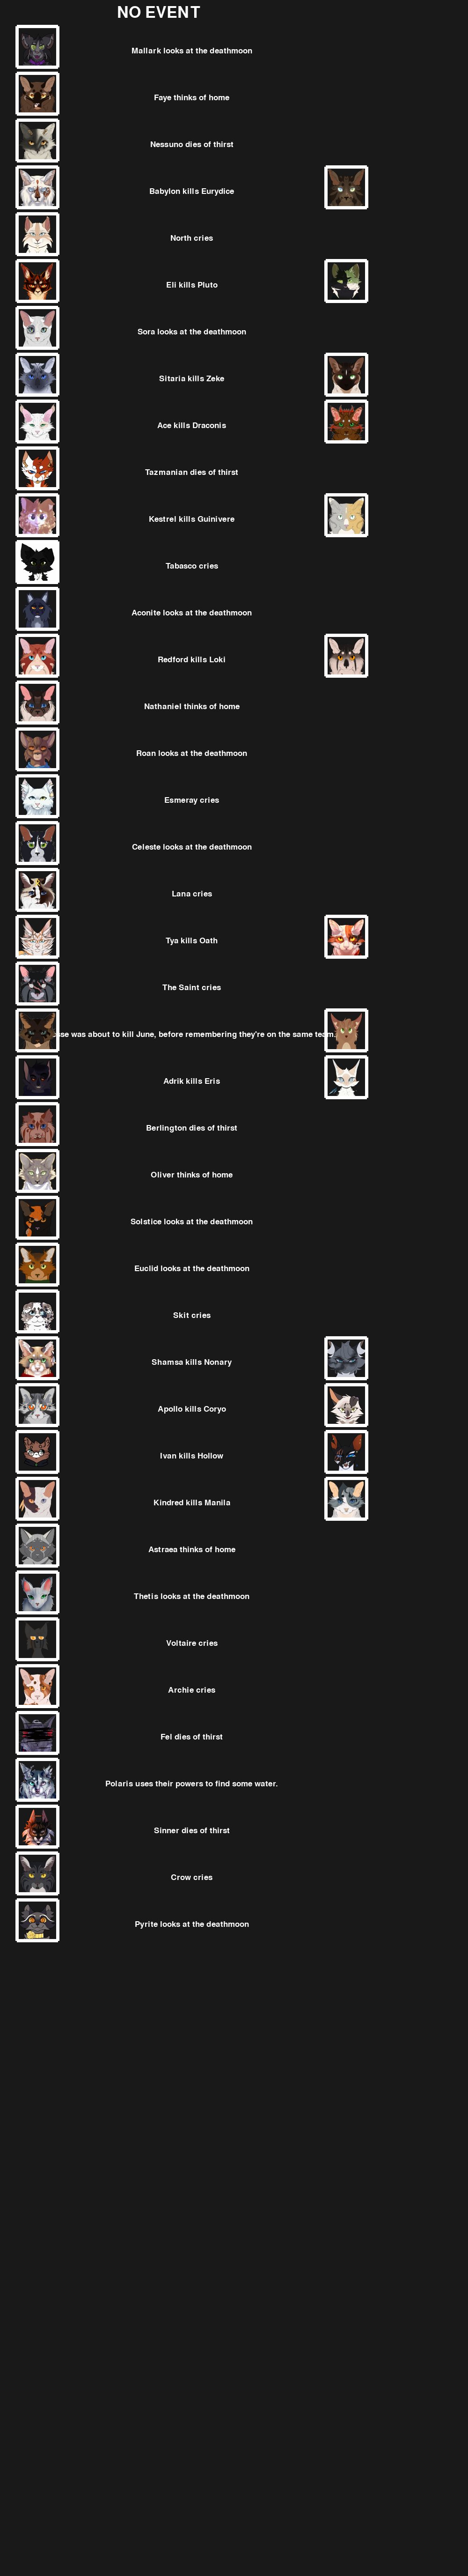 NO EVENT
Mallark looks at the deathmoon
Faye thinks of home
Nessuno dies of thirst
Babylon kills Eurydice
North cries
Eli kills Pluto
Sora looks at the deathmoon
Sitaria kills Zeke
Ace kills Draconis
Tazmanian dies of thirst
Kestrel kills Guinivere
Tabasco cries
Aconite looks at the deathmoon
Redford kills Loki
Nathaniel thinks of home
Roan looks at the deathmoon
Esmeray cries
Celeste looks at the deathmoon
Lana cries
Tya kills Oath
The Saint cries
was about to kill June, before remembering they're on the same team.
Adrik kills Eris
Berlington dies of thirst
Oliver thinks of home
Solstice looks at the deathmoon
Euclid looks at the deathmoon
Skit cries
Shamsa kills Nonary
Apollo kills Coryo
Ivan kills Hollow
Kindred kills Manila
Astraea thinks of home
Thetis looks at the deathmoon
Voltaire cries
Archie cries
Fel dies of thirst
Polaris uses their powers to find some water.
Sinner dies of thirst
Crow cries
Pyrite looks at the deathmoon